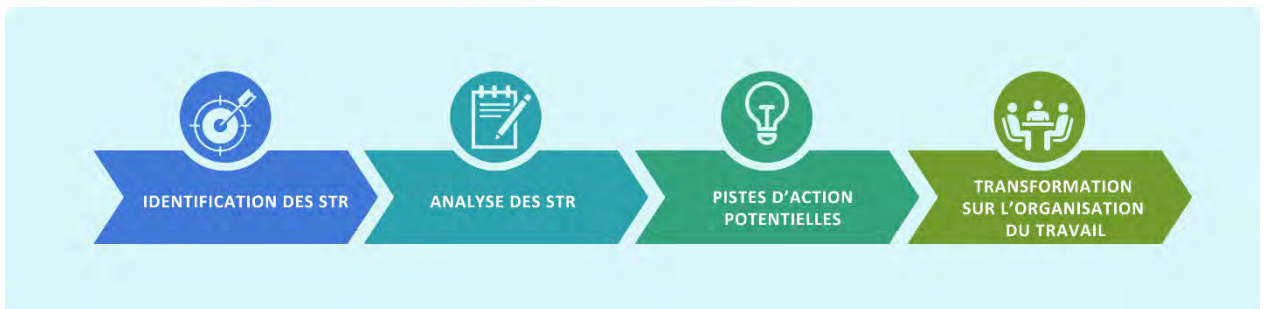 IDENTIFICATION DES STR
ANALYSE DES STR
PISTES D’ACTION
POTENTIELLES
TRANSFORMATION
SUR L’ORGANISATION
DU TRAVAIL